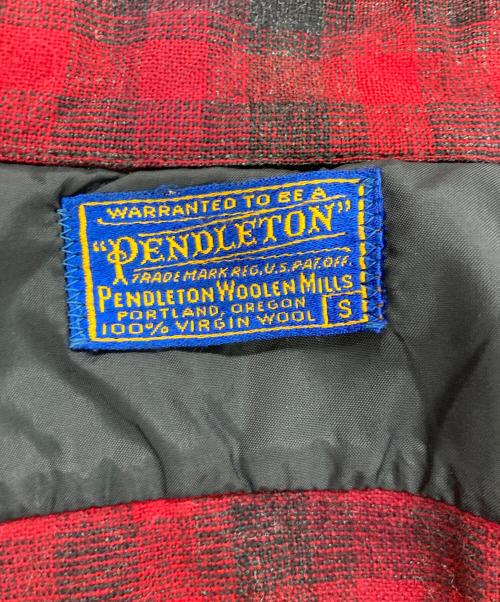 WARRANTED TO BE A
"PENDLETON"
TRADE MARK REG. U.S. PAT. OFF.
PENDLETON WOOLEN MILLS
PORTLAND, OREGON
100% VIRGIN WOOL
S